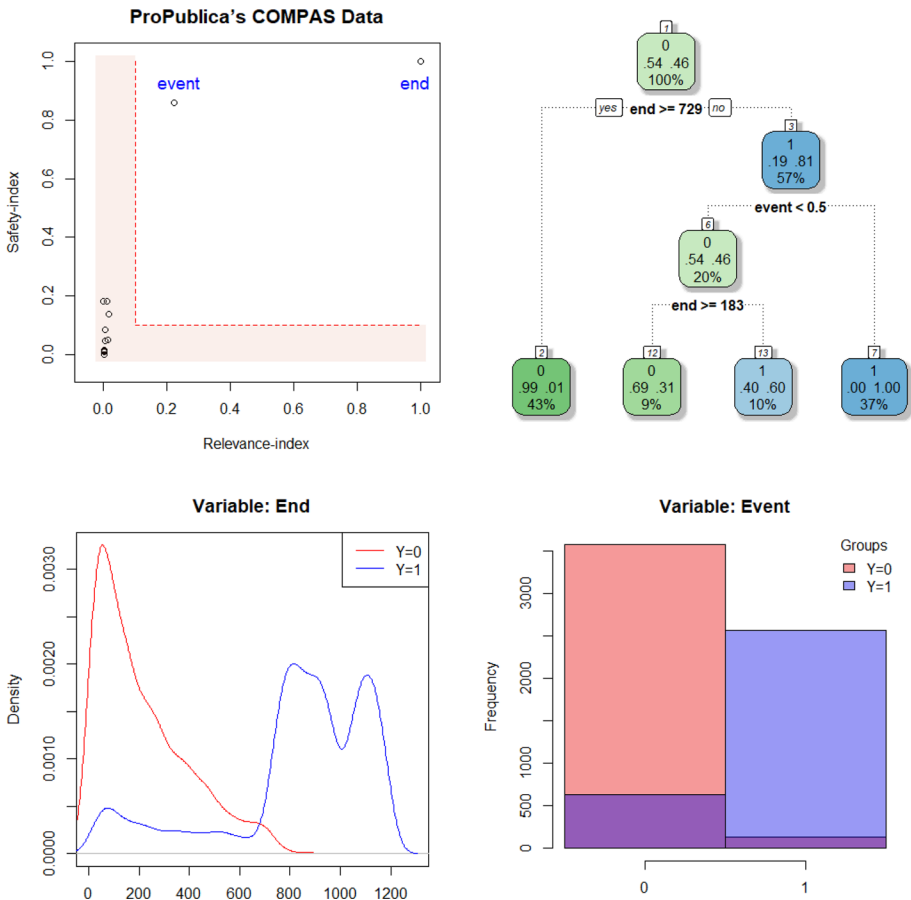 ProPublica's COMPAS Data
Safety-index
1.0
0.8
0.6
0.4
0.2
0.0
event
end
0.0 0.2 0.4 0.6 0.8 1.0
Relevance-index
1
0
.54 .46
100%
yes end >= 729 no
3
1
.19 .81
57%
event < 0.5
6
0
.54 .46
20%
end >= 183
2
0
.99 .01
43%
12
0
.69 .31
9%
13
1
.40 .60
10%
7
1
.00 1.00
37%
Variable: End
Density
0.0030
0.0020
0.0010
0.0000
Y=0
Y=1
0 200 400 600 800 1000 1200
Variable: Event
Frequency
3000
2000
1000
500
0
Groups
Y=0
Y=1
0 1